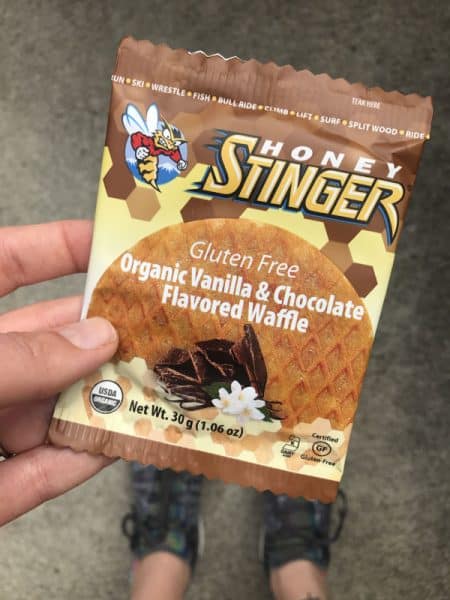 UN • SKI • WRESTLE • FISH • BULL RIDE • CLIMB • LIFT • SURF • SPLIT WOOD • RIDE •
TEAR HERE
HONEY
STINGER
Gluten Free
Organic Vanilla & Chocolate
Flavored Waffle
USDA
ORGANIC
Net Wt. 30 g (1.06 oz)
Certified
GF
Gluten-Free